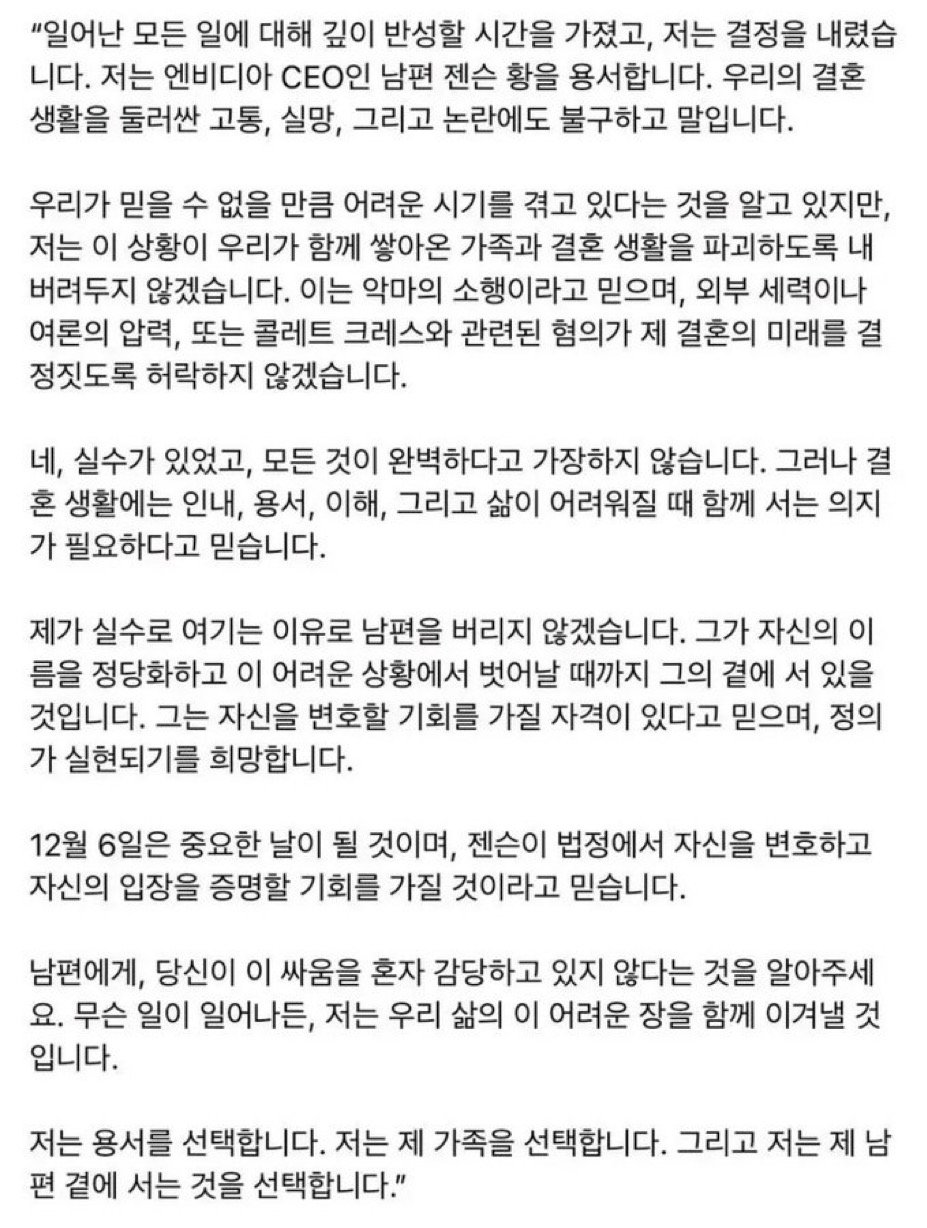 “일어난 모든 일에 대해 깊이 반성할 시간을 가졌고, 저는 결정을 내렸습
니다. 저는 엔비디아 CEO인 남편 젠슨 황을 용서합니다. 우리의 결혼
생활을 둘러싼 고통, 실망, 그리고 논란에도 불구하고 말입니다.

우리가 믿을 수 없을 만큼 어려운 시기를 겪고 있다는 것을 알고 있지만,
저는 이 상황이 우리가 함께 쌓아온 가족과 결혼 생활을 파괴하도록 내
버려두지 않겠습니다. 이는 악마의 소행이라고 믿으며, 외부 세력이나
여론의 압력, 또는 콜레트 크레스와 관련된 혐의가 제 결혼의 미래를 결
정짓도록 허락하지 않겠습니다.

네, 실수가 있었고, 모든 것이 완벽하다고 가장하지 않습니다. 그러나 결
혼 생활에는 인내, 용서, 이해, 그리고 삶이 어려워질 때 함께 서는 의지
가 필요하다고 믿습니다.

제가 실수로 여기는 이유로 남편을 버리지 않겠습니다. 그가 자신의 이
름을 정당화하고 이 어려운 상황에서 벗어날 때까지 그의 곁에 서 있을
것입니다. 그는 자신을 변호할 기회를 가질 자격이 있다고 믿으며, 정의
가 실현되기를 희망합니다.

12월 6일은 중요한 날이 될 것이며, 젠슨이 법정에서 자신을 변호하고
자신의 입장을 증명할 기회를 가질 것이라고 믿습니다.

남편에게, 당신이 이 싸움을 혼자 감당하고 있지 않다는 것을 알아주세
요. 무슨 일이 일어나든, 저는 우리 삶의 이 어려운 장을 함께 이겨낼 것
입니다.

저는 용서를 선택합니다. 저는 제 가족을 선택합니다. 그리고 저는 제 남
편 곁에 서는 것을 선택합니다.”